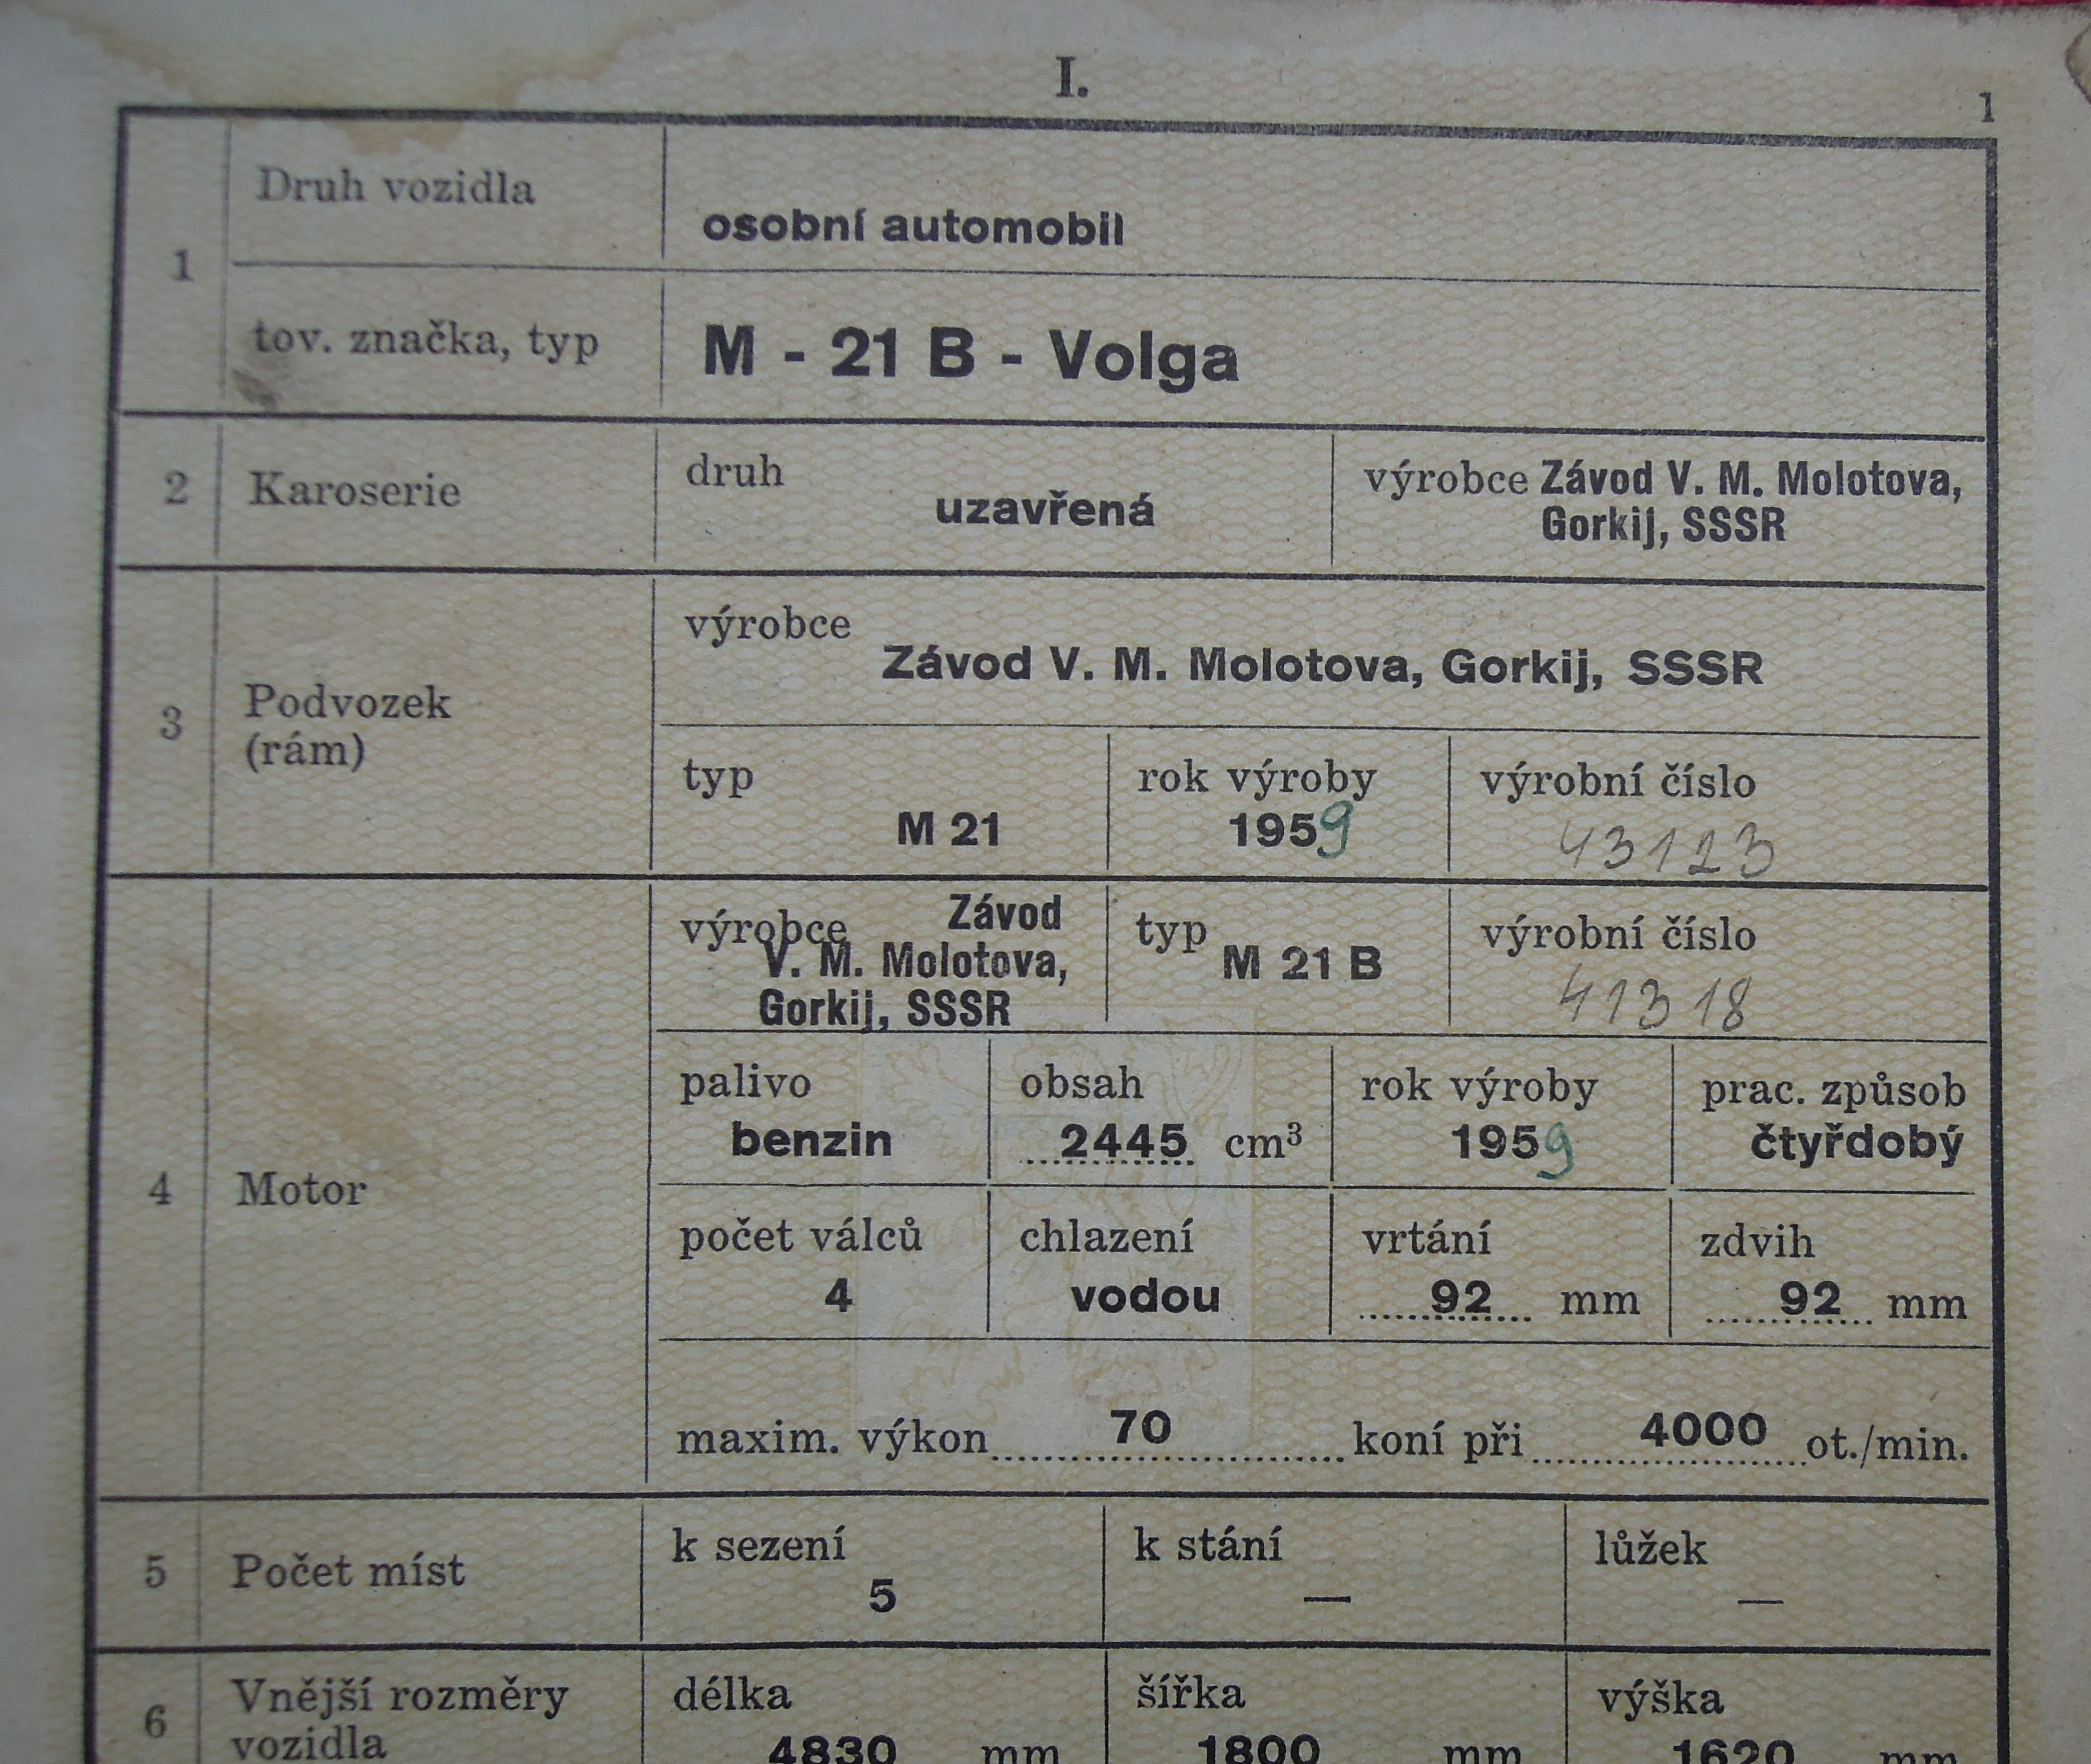 I.
1
1
Druh vozidla
osobní automobil
tov. značka, typ
M - 21 B - Volga
2
Karoserie
druh
uzavřená
výrobce Závod V. M. Molotova,
Gorkij, SSSR
3
Podvozek
(rám)
výrobce
Závod V. M. Molotova, Gorkij, SSSR
typ
M 21
rok výroby
1959
výrobní číslo
43123
4
Motor
výrobce Závod
V. M. Molotova,
Gorkij, SSSR
typ
M 21 B
výrobní číslo
41318
palivo
benzin
obsah
2445 cm³
rok výroby
1959
prac. způsob
čtyřdobý
počet válců
4
chlazení
vodou
vrtání
92 mm
zdvih
92 mm
maxim. výkon 70 koní při 4000 ot./min.
5
Počet míst
k sezení
5
k stání
—
lůžek
—
6
Vnější rozměry
vozidla
délka
4830 mm
šířka
1800 mm
výška
1620 mm